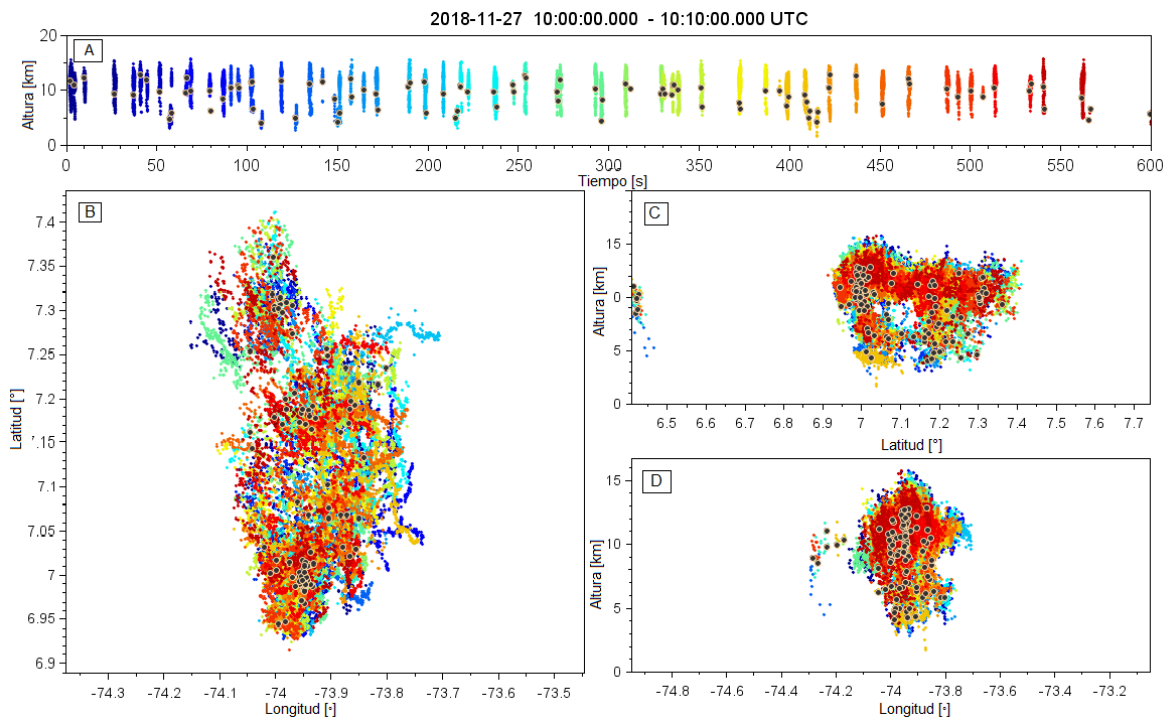 2018-11-27 10:00:00.000 - 10:10:00.000 UTC
A
Altura [km]
20
10
0
0 50 100 150 200 250 300 350 400 450 500 550 600
Tiempo [s]
B
Latitud [°]
7.4
7.35
7.3
7.25
7.2
7.15
7.1
7.05
7
6.95
6.9
-74.3 -74.2 -74.1 -74 -73.9 -73.8 -73.7 -73.6 -73.5
Longitud [°]
C
Altura [km]
15
0
5
0
6.5 6.6 6.7 6.8 6.9 7 7.1 7.2 7.3 7.4 7.5 7.6 7.7
Latitud [°]
D
Altura [km]
15
10
5
0
-74.8 -74.6 -74.4 -74.2 -74 -73.8 -73.6 -73.4 -73.2
Longitud [°]